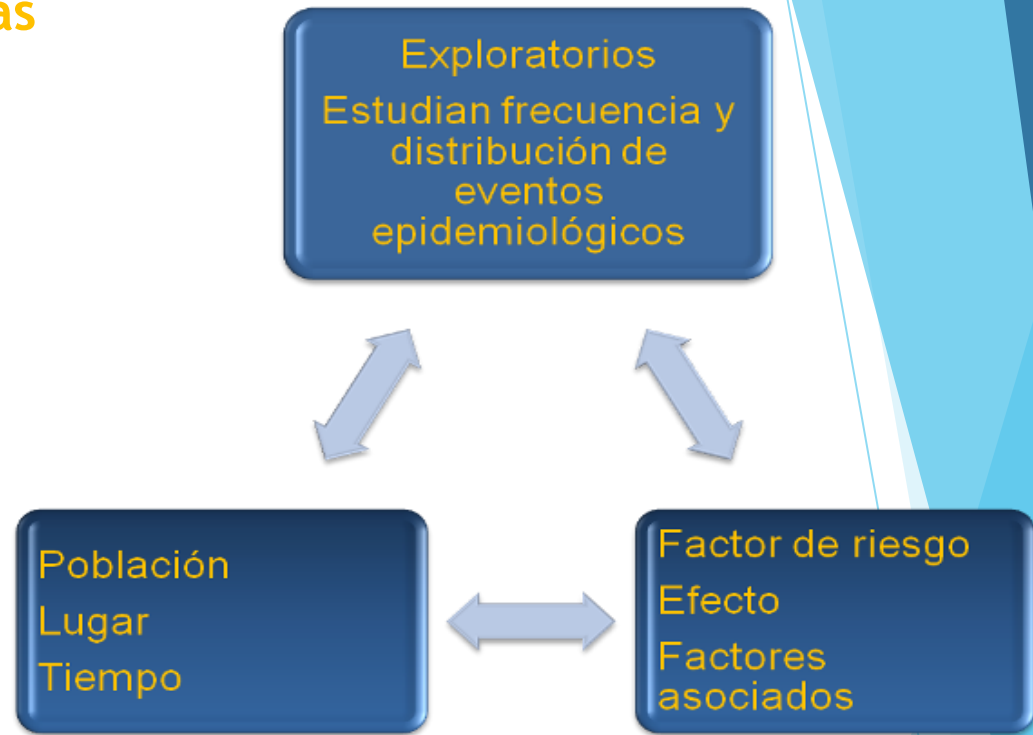 as
Exploratorios
Estudian frecuencia y
distribución de
eventos
epidemiológicos
Población
Lugar
Tiempo
Factor de riesgo
Efecto
Factores
asociados